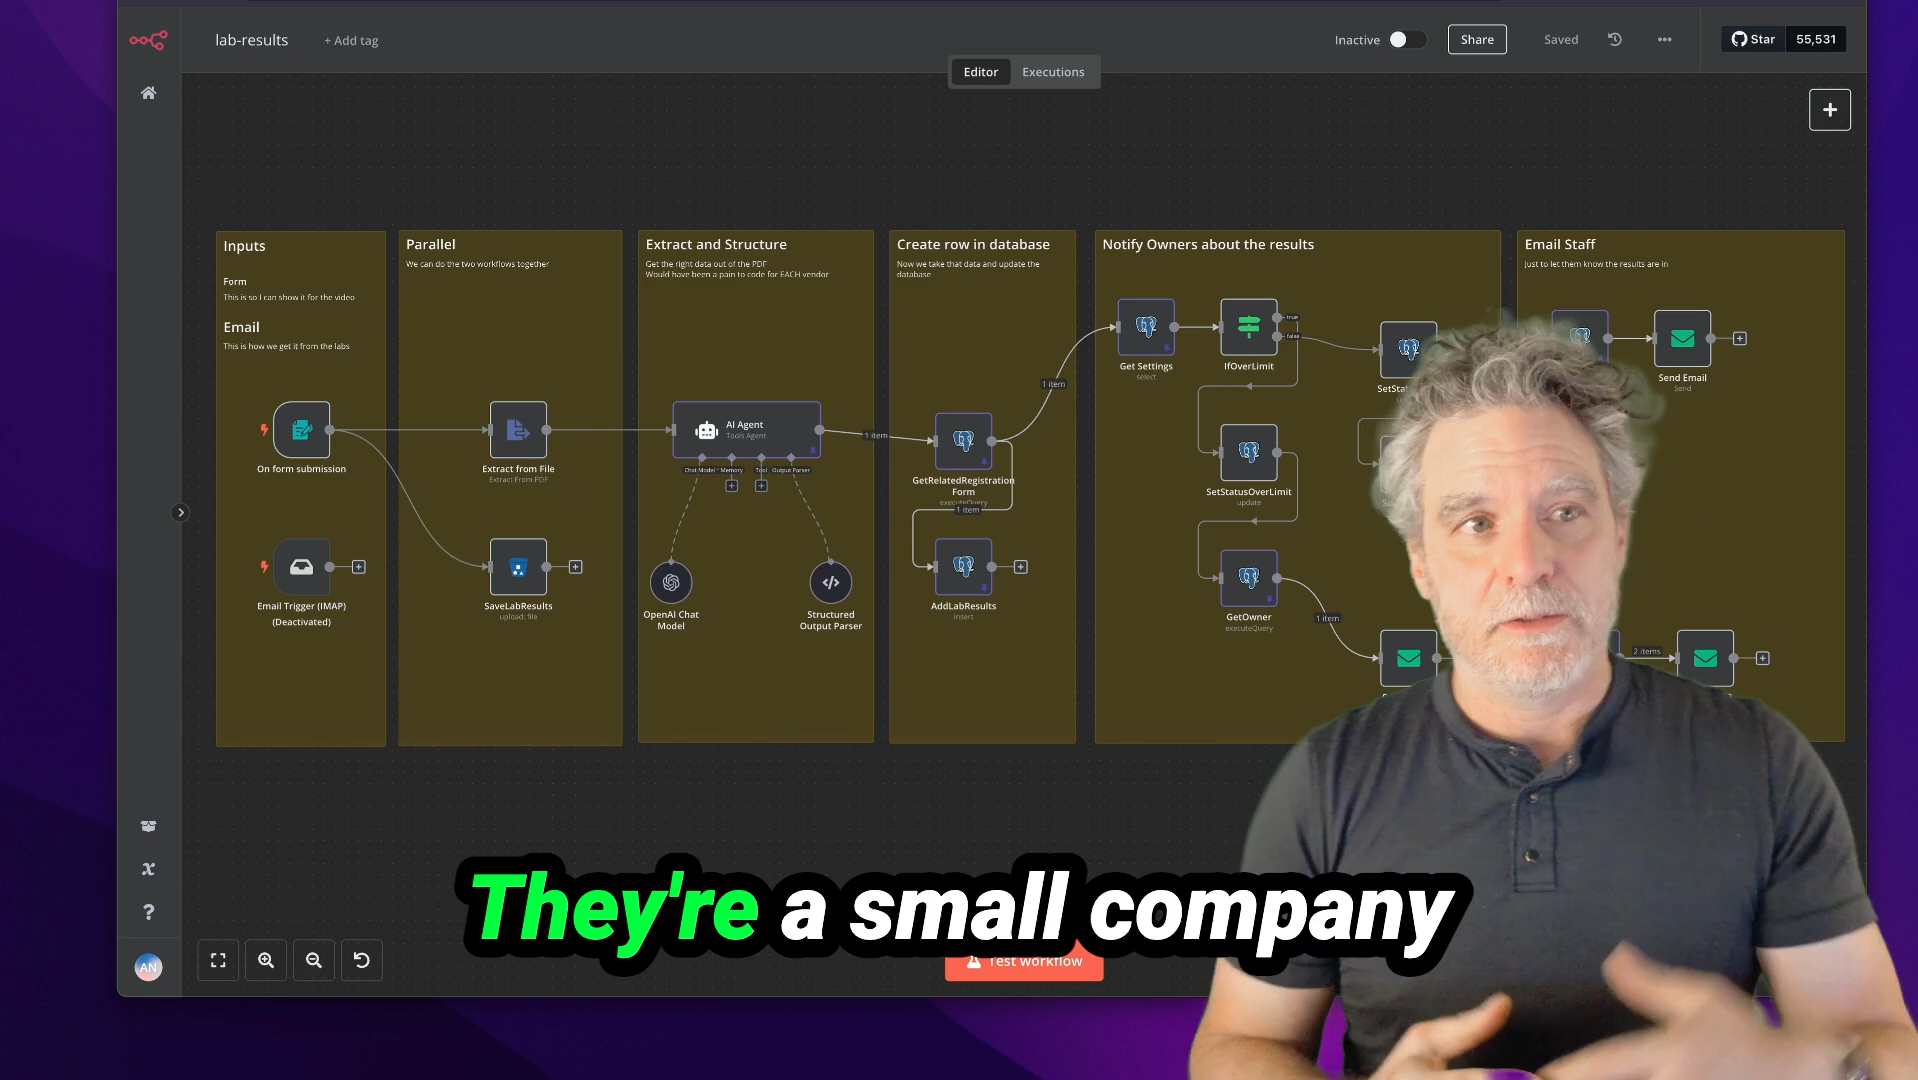 lab-results
+ Add tag
Inactive
Share
Saved
Star
55,531
Editor
Executions
Inputs
Form
This is so I can show it for the video
Email
This is how we get it from the labs
On form submission
Email Trigger (IMAP)
(Deactivated)
Parallel
We can do the two workflows together
Extract from File
Extract From PDF
SaveLabResults
upload: file
Extract and Structure
Get the right data out of the PDF
Would have been a pain to code for EACH vendor
AI Agent
Tools Agent
Chat Model *
Memory
Tool
Output Parser
OpenAI Chat
Model
Structured
Output Parser
1 item
Create row in database
Now we take that data and update the
database
GetRelatedRegistration
Form
executeQuery
1 item
AddLabResults
insert
1 item
Notify Owners about the results
Get Settings
select
IfOverLimit
true
false
SetStatusOverLimit
update
GetOwner
executeQuery
1 item
Email Staff
Just to let them know the results are in
Send Email
Send
2 items
They're a small company
Test workflow
AN